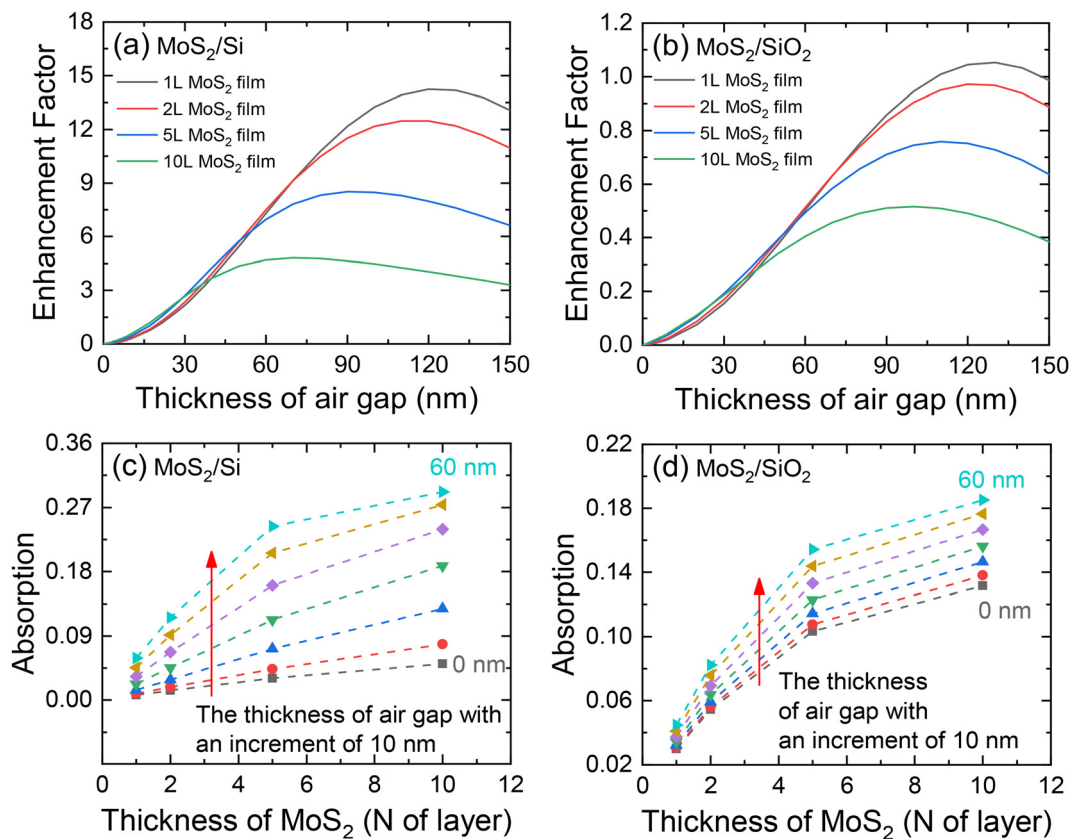 (a) MoS₂/Si
1L MoS₂ film
2L MoS₂ film
5L MoS₂ film
10L MoS₂ film
18
15
12
9
6
3
0
Enhancement Factor
0 30 60 90 120 150
Thickness of air gap (nm)
(b) MoS₂/SiO₂
1L MoS₂ film
2L MoS₂ film
5L MoS₂ film
10L MoS₂ film
1.2
1.0
0.8
0.6
0.4
0.2
0.0
Enhancement Factor
0 30 60 90 120 150
Thickness of air gap (nm)
(c) MoS₂/Si
60 nm
0 nm
The thickness of air gap with
an increment of 10 nm
0.36
0.27
0.18
0.09
0.00
Absorption
0 2 4 6 8 10 12
Thickness of MoS₂ (N of layer)
(d) MoS₂/SiO₂
60 nm
0 nm
The thickness
of air gap with
an increment of 10 nm
0.22
0.18
0.14
0.10
0.06
0.02
Absorption
0 2 4 6 8 10 12
Thickness of MoS₂ (N of layer)